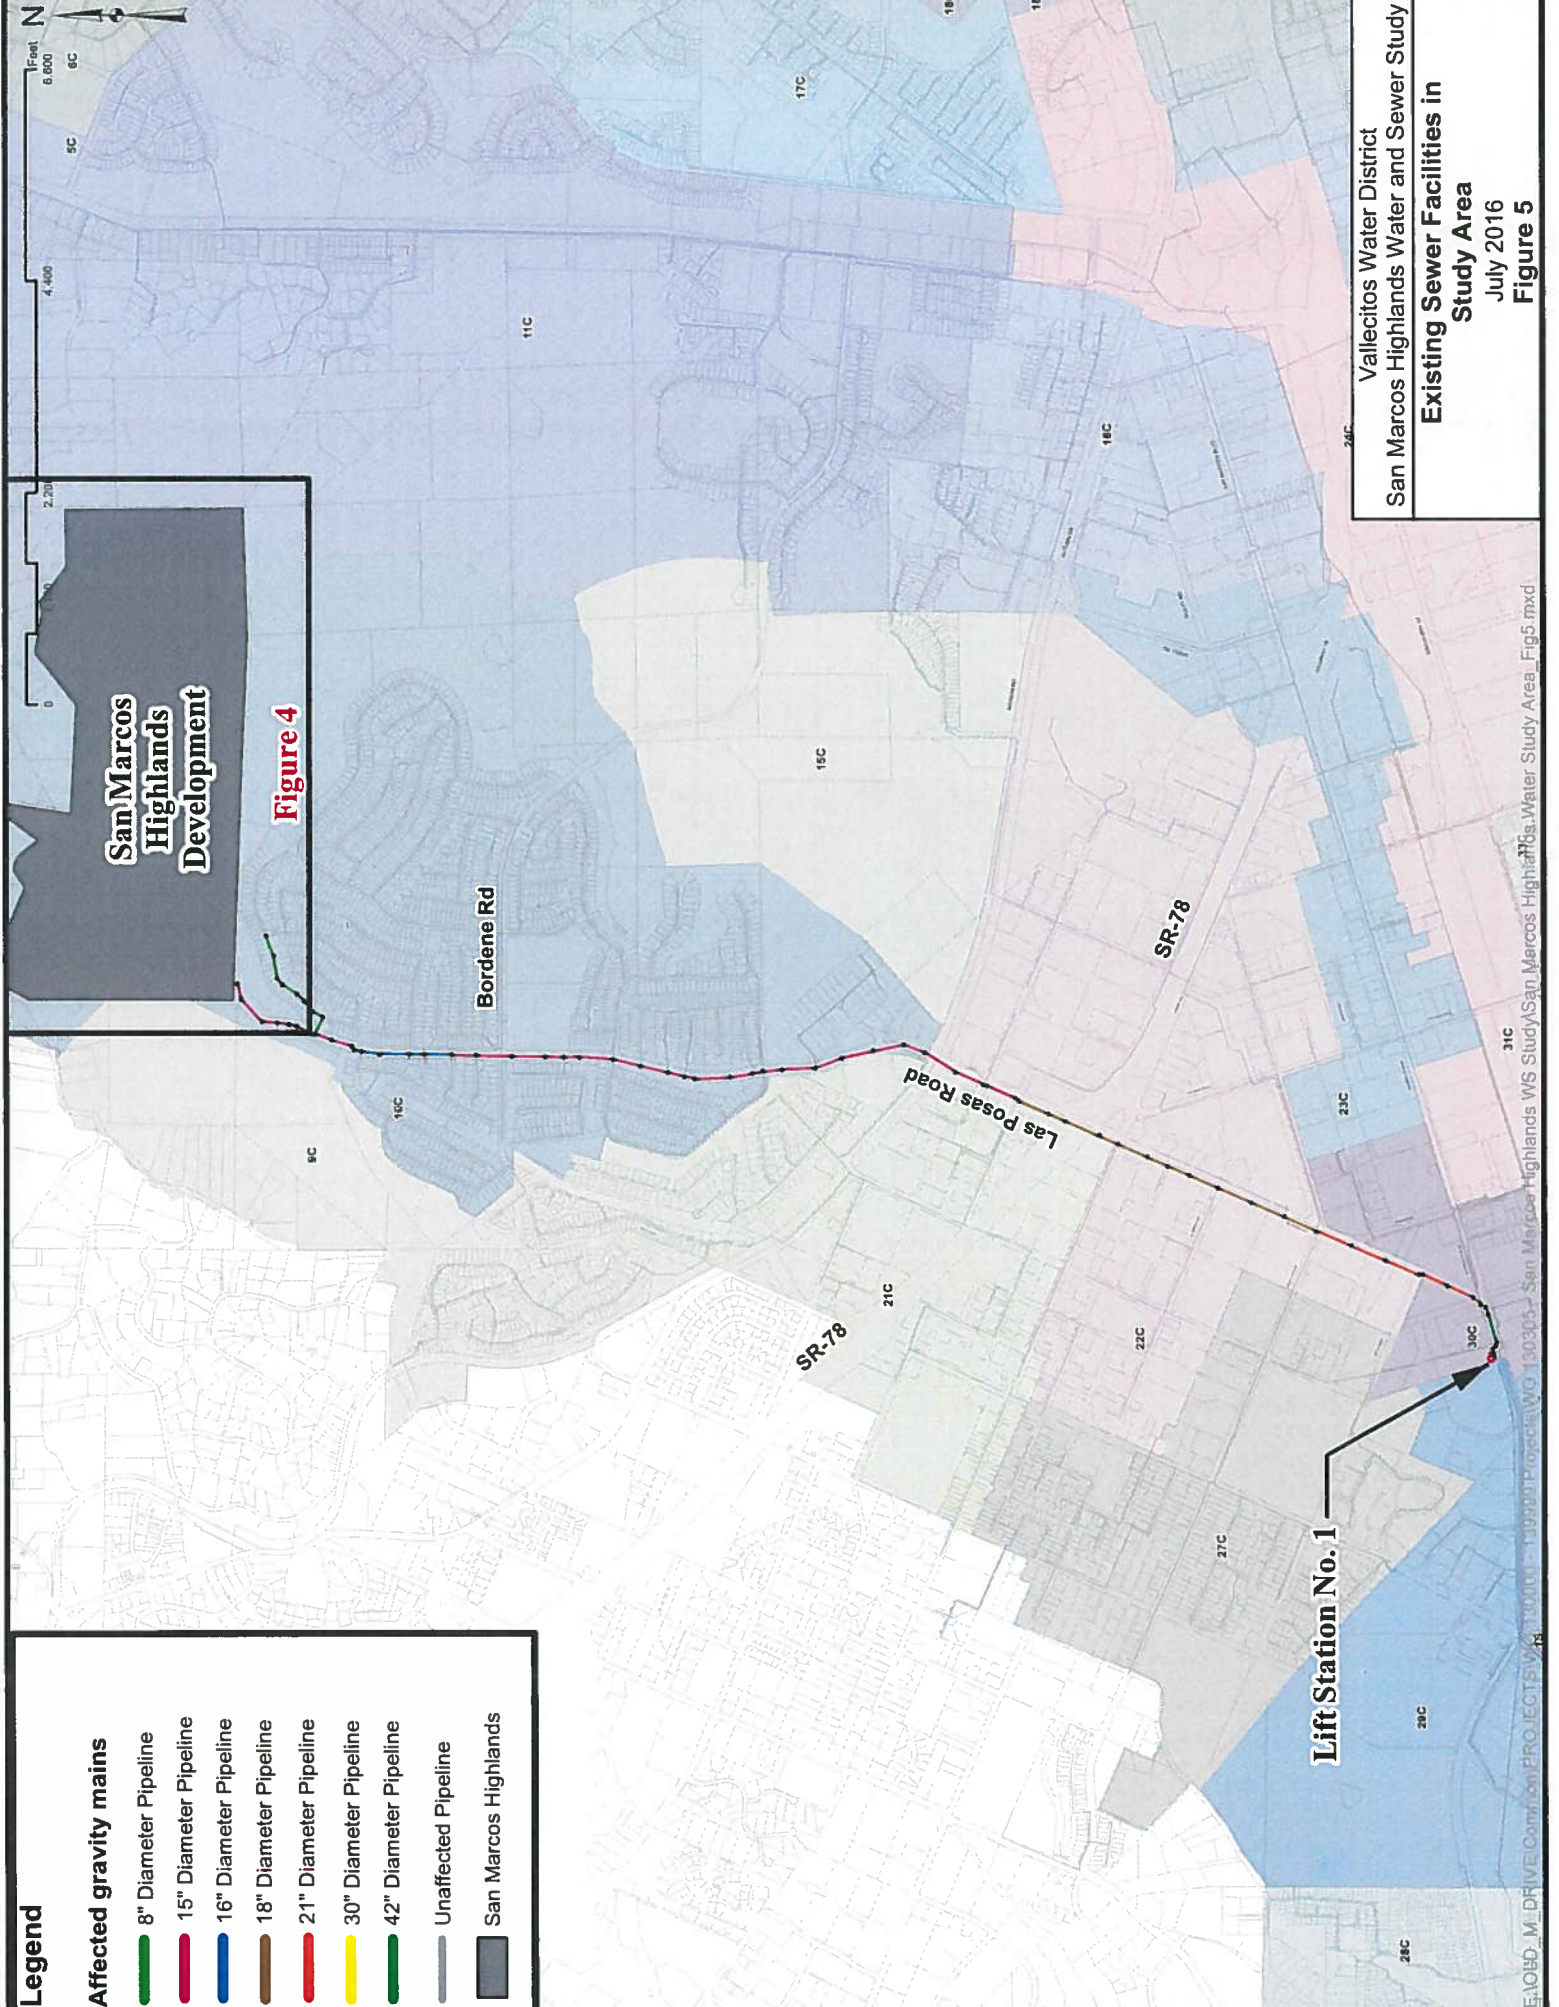 Legend
Affected gravity mains
8" Diameter Pipeline
15" Diameter Pipeline
16" Diameter Pipeline
18" Diameter Pipeline
21" Diameter Pipeline
30" Diameter Pipeline
42" Diameter Pipeline
Unaffected Pipeline
San Marcos Highlands
N
Feet
0
4,400
6,600
San Marcos
Highlands
Development
Figure 4
5C
6C
9C
10C
11C
15C
16C
17C
21C
22C
23C
24C
27C
28C
29C
30C
31C
Bordene Rd
Las Posas Road
SR-78
SR-78
Lift Station No. 1
Vallecitos Water District
San Marcos Highlands Water and Sewer Study
Existing Sewer Facilities in
Study Area
July 2016
Figure 5